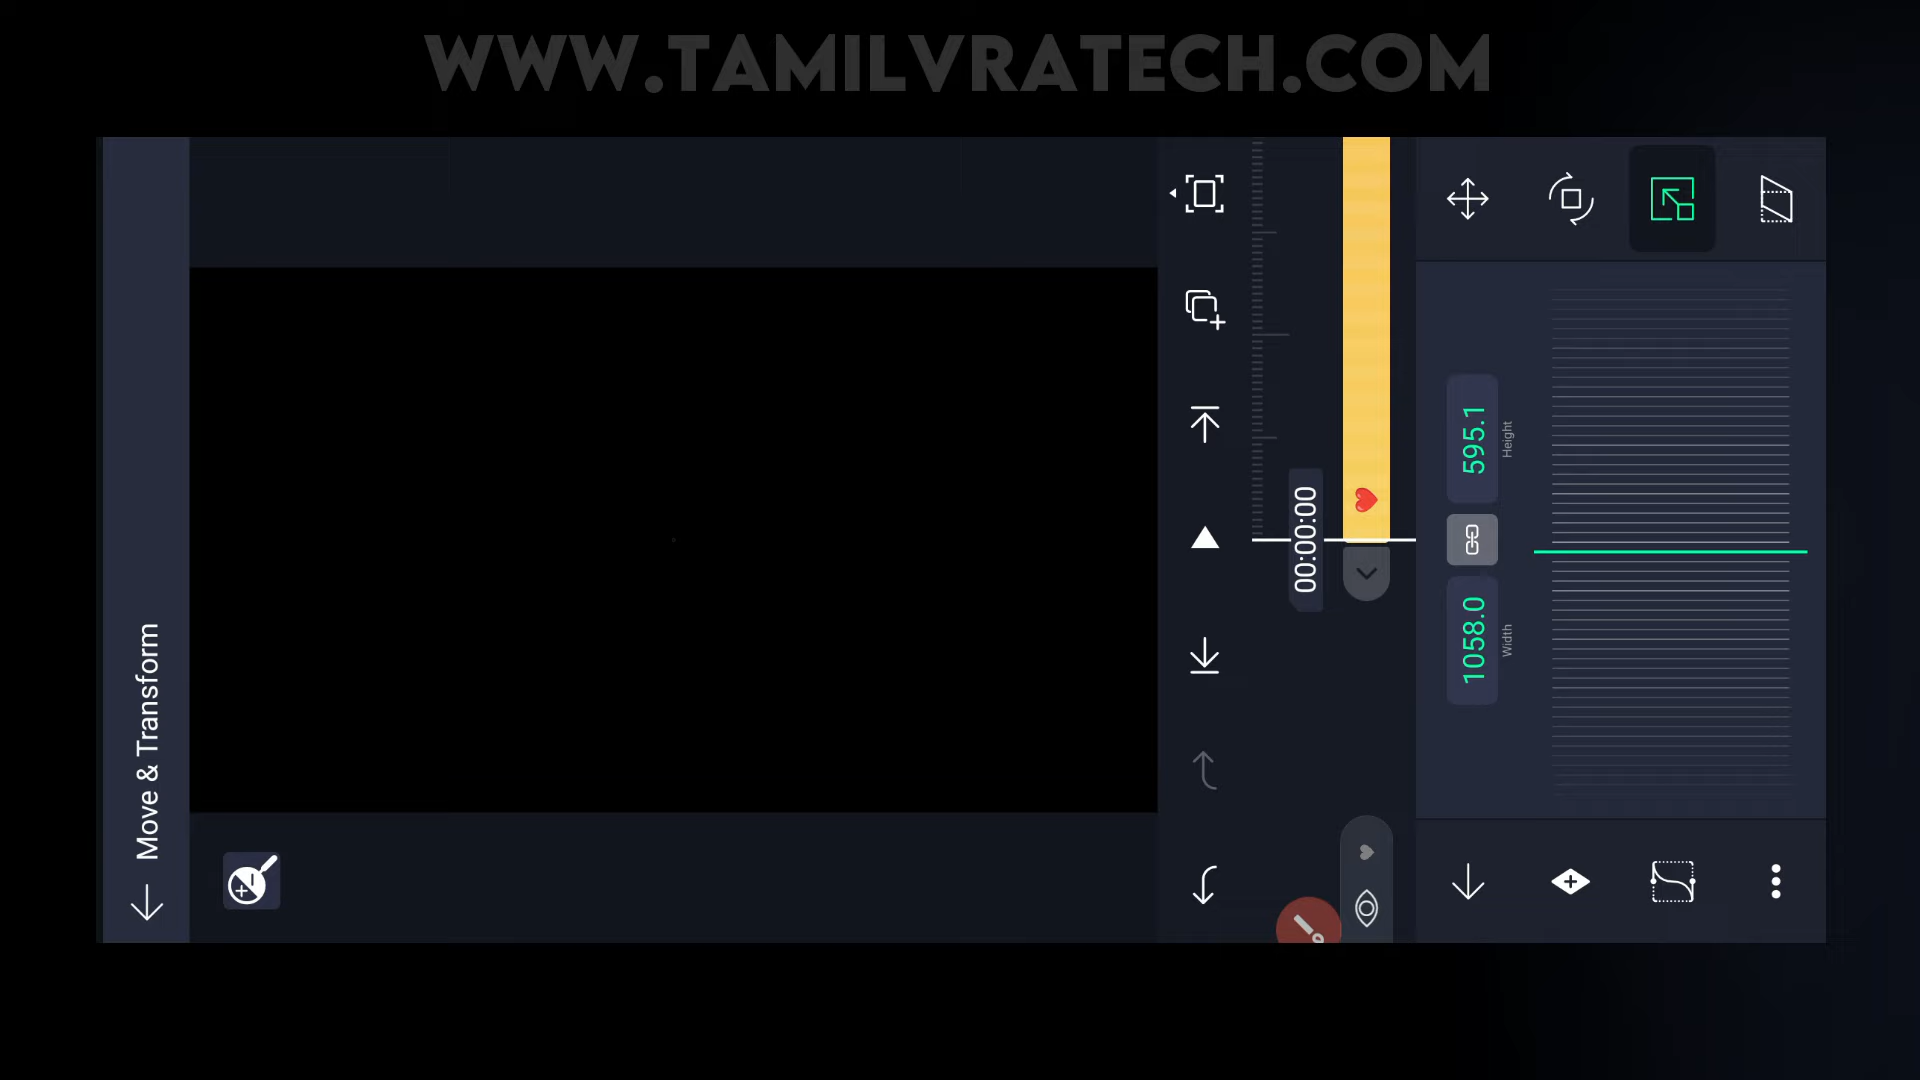 WWW.TAMILVRATECH.COM
Move & Transform
00:00:00
595.1
Height
1058.0
Width